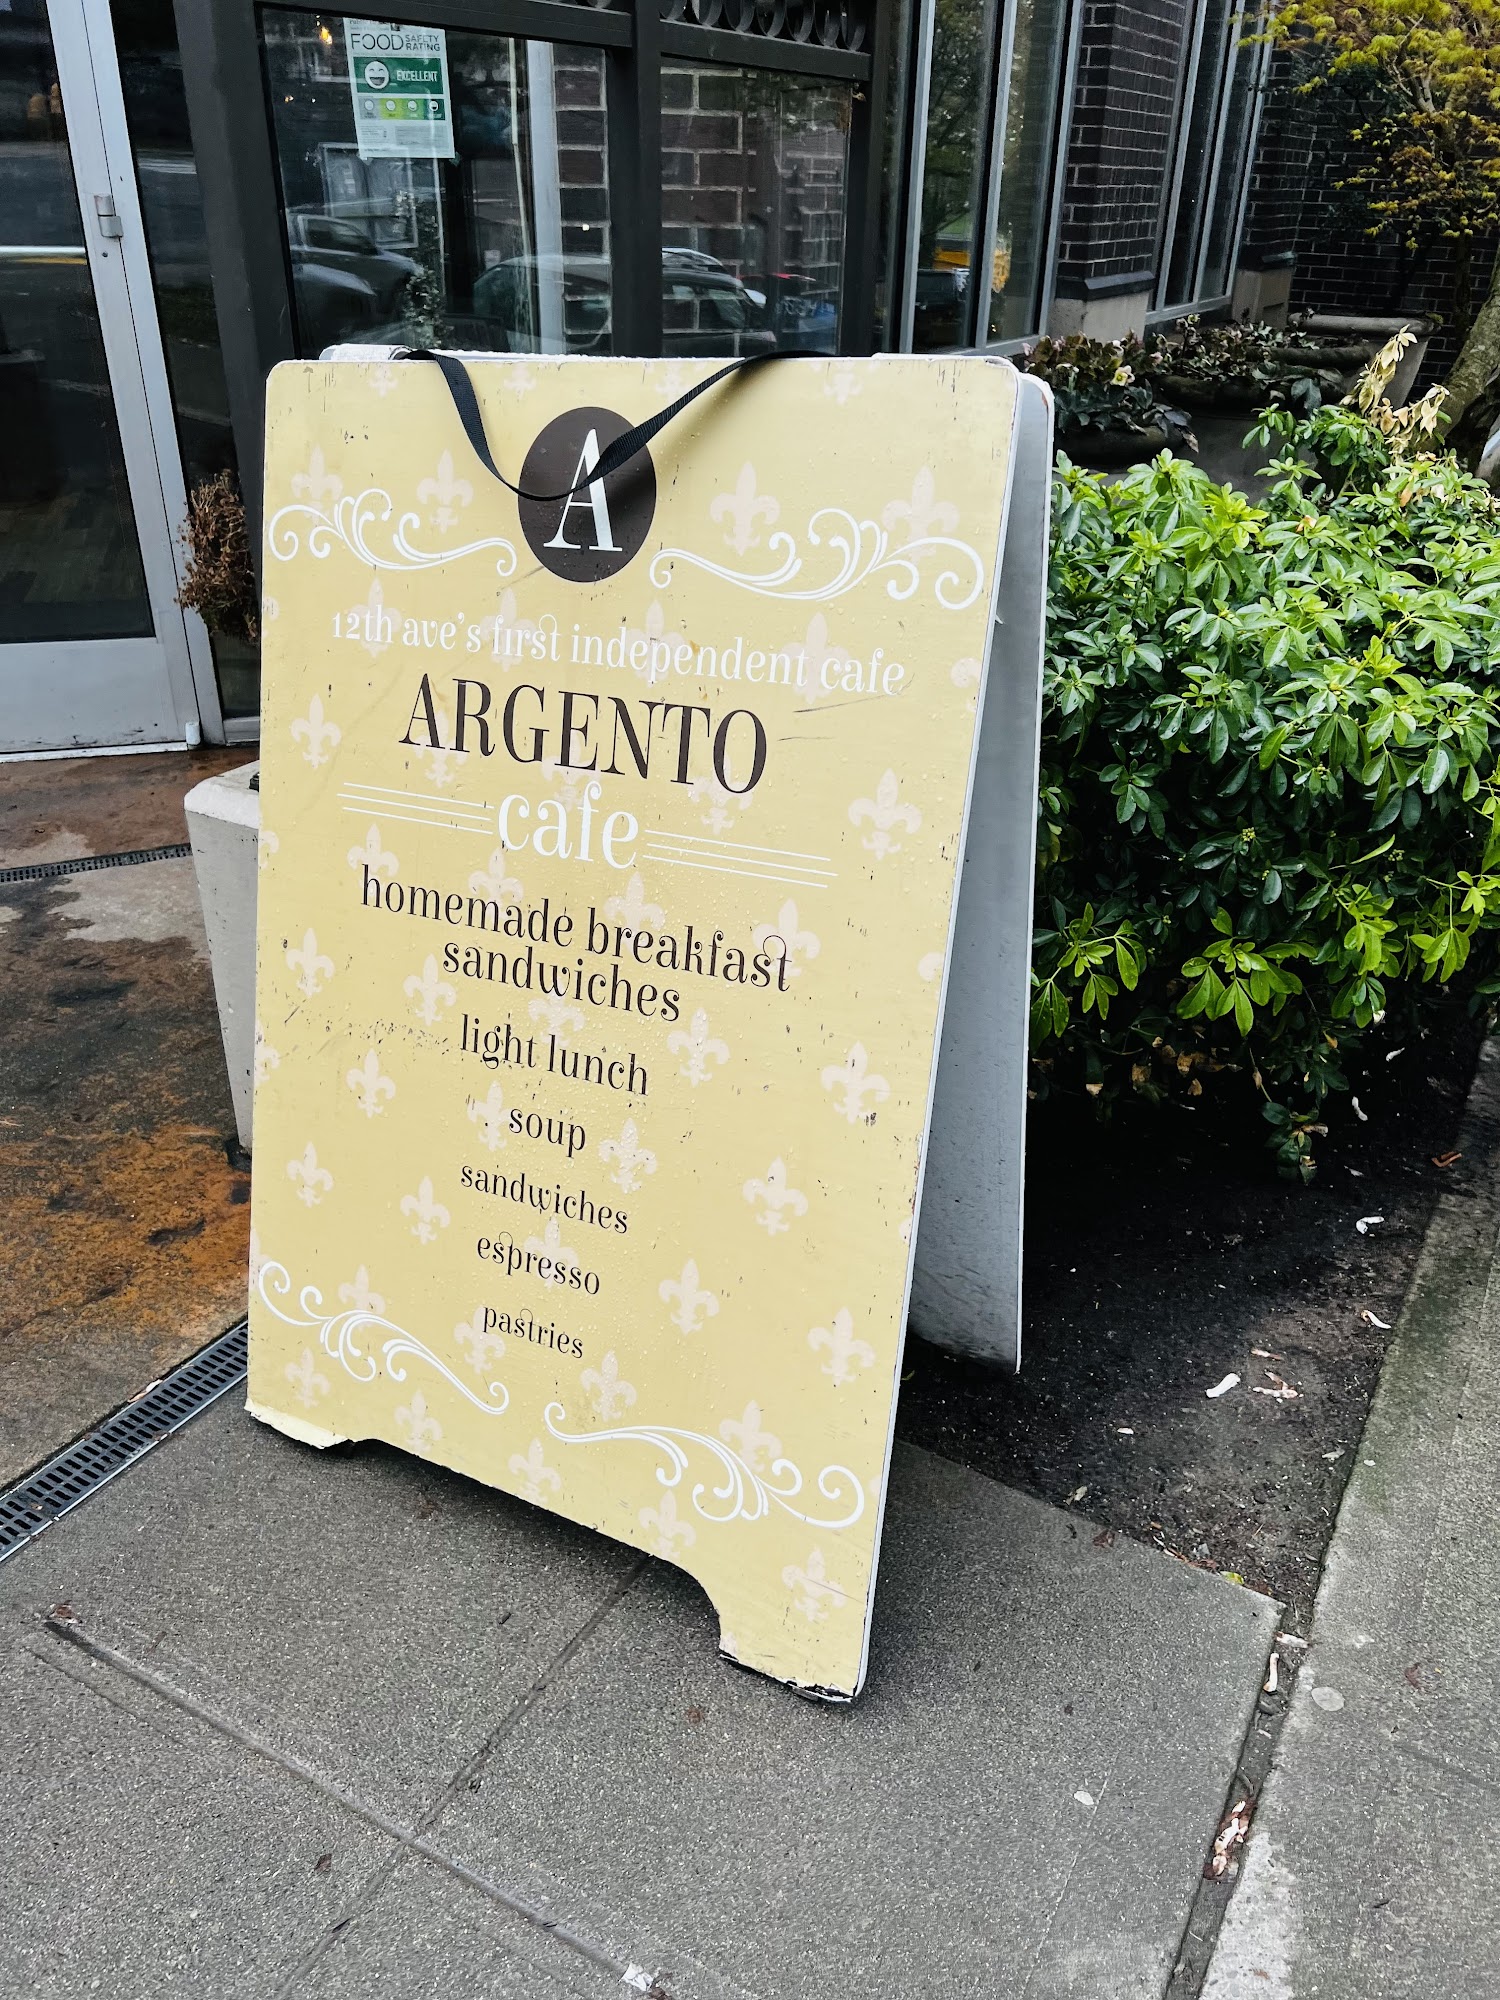 FOOD SAFETY RATING
EXCELLENT
A
12th ave's first independent cafe
ARGENTO
cafe
homemade breakfast
sandwiches
light lunch
soup
sandwiches
espresso
pastries